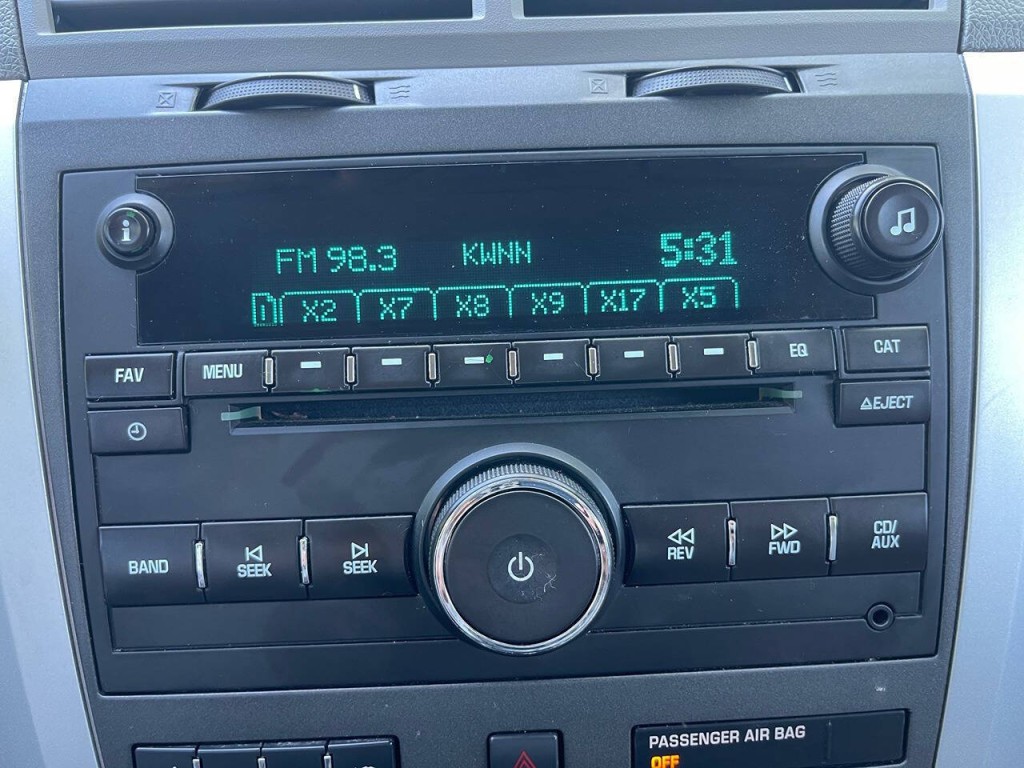 i
FM 98.3 KWNN 5:31
X2 X7 X8 X9 X17 X5
FAV MENU EQ CAT
EJECT
BAND SEEK SEEK REV FWD CD/
AUX
PASSENGER AIR BAG
OFF